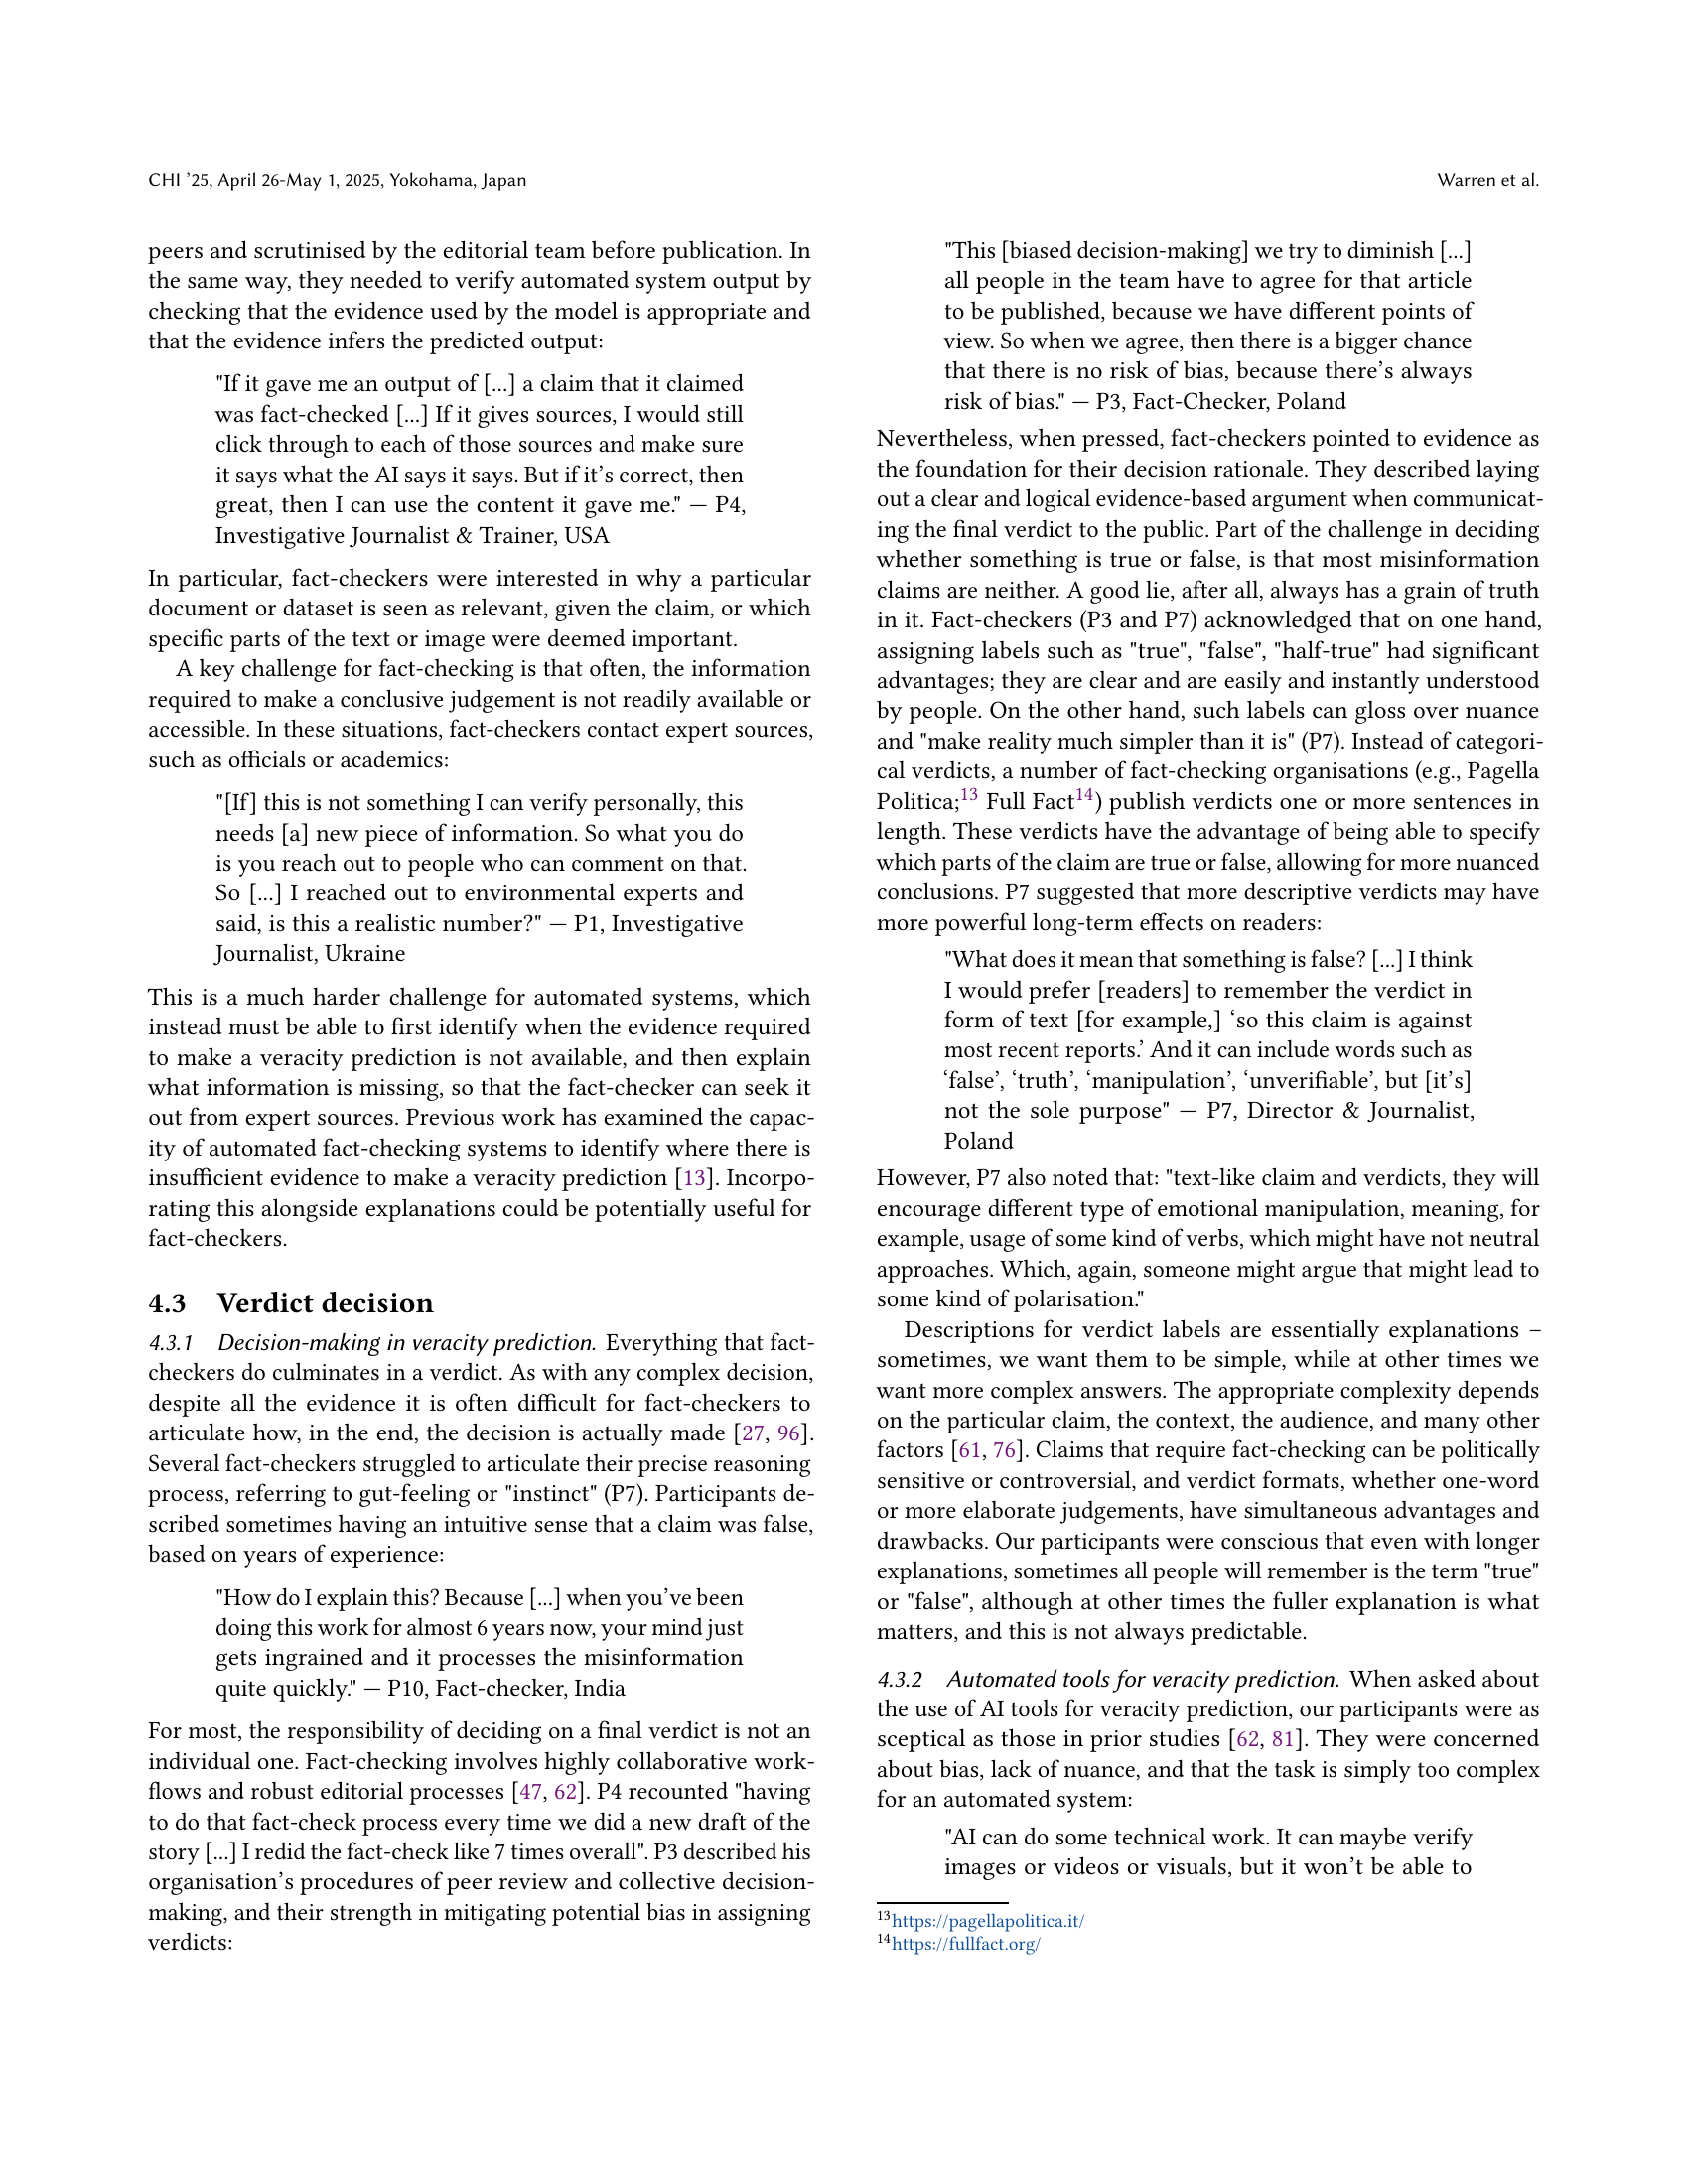 CHI ’25, April 26-May 1, 2025, Yokohama, Japan
Warren et al.
peers and scrutinised by the editorial team before publication. In
the same way, they needed to verify automated system output by
checking that the evidence used by the model is appropriate and
that the evidence infers the predicted output:
"If it gave me an output of [...] a claim that it claimed
was fact-checked [...] If it gives sources, I would still
click through to each of those sources and make sure
it says what the AI says it says. But if it’s correct, then
great, then I can use the content it gave me." — P4,
Investigative Journalist & Trainer, USA
In particular, fact-checkers were interested in why a particular
document or dataset is seen as relevant, given the claim, or which
specific parts of the text or image were deemed important.
A key challenge for fact-checking is that often, the information
required to make a conclusive judgement is not readily available or
accessible. In these situations, fact-checkers contact expert sources,
such as officials or academics:
"[If] this is not something I can verify personally, this
needs [a] new piece of information. So what you do
is you reach out to people who can comment on that.
So [...] I reached out to environmental experts and
said, is this a realistic number?" — P1, Investigative
Journalist, Ukraine
This is a much harder challenge for automated systems, which
instead must be able to first identify when the evidence required
to make a veracity prediction is not available, and then explain
what information is missing, so that the fact-checker can seek it
out from expert sources. Previous work has examined the capac-
ity of automated fact-checking systems to identify where there is
insufficient evidence to make a veracity prediction [13]. Incorpo-
rating this alongside explanations could be potentially useful for
fact-checkers.
4.3 Verdict decision
4.3.1 Decision-making in veracity prediction. Everything that fact-
checkers do culminates in a verdict. As with any complex decision,
despite all the evidence it is often difficult for fact-checkers to
articulate how, in the end, the decision is actually made [27, 96].
Several fact-checkers struggled to articulate their precise reasoning
process, referring to gut-feeling or "instinct" (P7). Participants de-
scribed sometimes having an intuitive sense that a claim was false,
based on years of experience:
"How do I explain this? Because [...] when you’ve been
doing this work for almost 6 years now, your mind just
gets ingrained and it processes the misinformation
quite quickly." — P10, Fact-checker, India
For most, the responsibility of deciding on a final verdict is not an
individual one. Fact-checking involves highly collaborative work-
flows and robust editorial processes [47, 62]. P4 recounted "having
to do that fact-check process every time we did a new draft of the
story [...] I redid the fact-check like 7 times overall". P3 described his
organisation’s procedures of peer review and collective decision-
making, and their strength in mitigating potential bias in assigning
verdicts:
"This [biased decision-making] we try to diminish [...]
all people in the team have to agree for that article
to be published, because we have different points of
view. So when we agree, then there is a bigger chance
that there is no risk of bias, because there’s always
risk of bias." — P3, Fact-Checker, Poland
Nevertheless, when pressed, fact-checkers pointed to evidence as
the foundation for their decision rationale. They described laying
out a clear and logical evidence-based argument when communicat-
ing the final verdict to the public. Part of the challenge in deciding
whether something is true or false, is that most misinformation
claims are neither. A good lie, after all, always has a grain of truth
in it. Fact-checkers (P3 and P7) acknowledged that on one hand,
assigning labels such as "true", "false", "half-true" had significant
advantages; they are clear and are easily and instantly understood
by people. On the other hand, such labels can gloss over nuance
and "make reality much simpler than it is" (P7). Instead of categori-
cal verdicts, a number of fact-checking organisations (e.g., Pagella
Politica;13 Full Fact14) publish verdicts one or more sentences in
length. These verdicts have the advantage of being able to specify
which parts of the claim are true or false, allowing for more nuanced
conclusions. P7 suggested that more descriptive verdicts may have
more powerful long-term effects on readers:
"What does it mean that something is false? [...] I think
I would prefer [readers] to remember the verdict in
form of text [for example,] ‘so this claim is against
most recent reports.’ And it can include words such as
‘false’, ‘truth’, ‘manipulation’, ‘unverifiable’, but [it’s]
not the sole purpose" — P7, Director & Journalist,
Poland
However, P7 also noted that: "text-like claim and verdicts, they will
encourage different type of emotional manipulation, meaning, for
example, usage of some kind of verbs, which might have not neutral
approaches. Which, again, someone might argue that might lead to
some kind of polarisation."
Descriptions for verdict labels are essentially explanations –
sometimes, we want them to be simple, while at other times we
want more complex answers. The appropriate complexity depends
on the particular claim, the context, the audience, and many other
factors [61, 76]. Claims that require fact-checking can be politically
sensitive or controversial, and verdict formats, whether one-word
or more elaborate judgements, have simultaneous advantages and
drawbacks. Our participants were conscious that even with longer
explanations, sometimes all people will remember is the term "true"
or "false", although at other times the fuller explanation is what
matters, and this is not always predictable.
4.3.2 Automated tools for veracity prediction. When asked about
the use of AI tools for veracity prediction, our participants were as
sceptical as those in prior studies [62, 81]. They were concerned
about bias, lack of nuance, and that the task is simply too complex
for an automated system:
"AI can do some technical work. It can maybe verify
images or videos or visuals, but it won’t be able to
13https://pagellapolitica.it/
14https://fullfact.org/